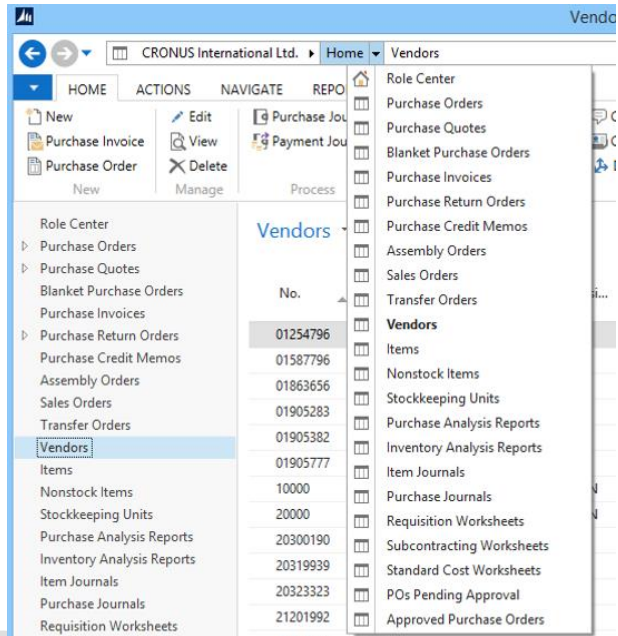 Vendo
CRONUS International Ltd. Home Vendors
HOME ACTIONS NAVIGATE REPO
New Edit Purchase Jou
Purchase Invoice View Payment Jou
Purchase Order Delete
New Manage Process
Role Center
Purchase Orders
Purchase Quotes
Blanket Purchase Orders
Purchase Invoices
Purchase Return Orders
Purchase Credit Memos
Assembly Orders
Sales Orders
Transfer Orders
Vendors
Items
Nonstock Items
Stockkeeping Units
Purchase Analysis Reports
Inventory Analysis Reports
Item Journals
Purchase Journals
Requisition Worksheets
Vendors
No.
01254796
01587796
01863656
01905283
01905382
01905777
10000
20000
20300190
20319939
20323323
21201992
Role Center
Purchase Orders
Purchase Quotes
Blanket Purchase Orders
Purchase Invoices
Purchase Return Orders
Purchase Credit Memos
Assembly Orders
Sales Orders
Transfer Orders
Vendors
Items
Nonstock Items
Stockkeeping Units
Purchase Analysis Reports
Inventory Analysis Reports
Item Journals
Purchase Journals
Requisition Worksheets
Subcontracting Worksheets
Standard Cost Worksheets
POs Pending Approval
Approved Purchase Orders